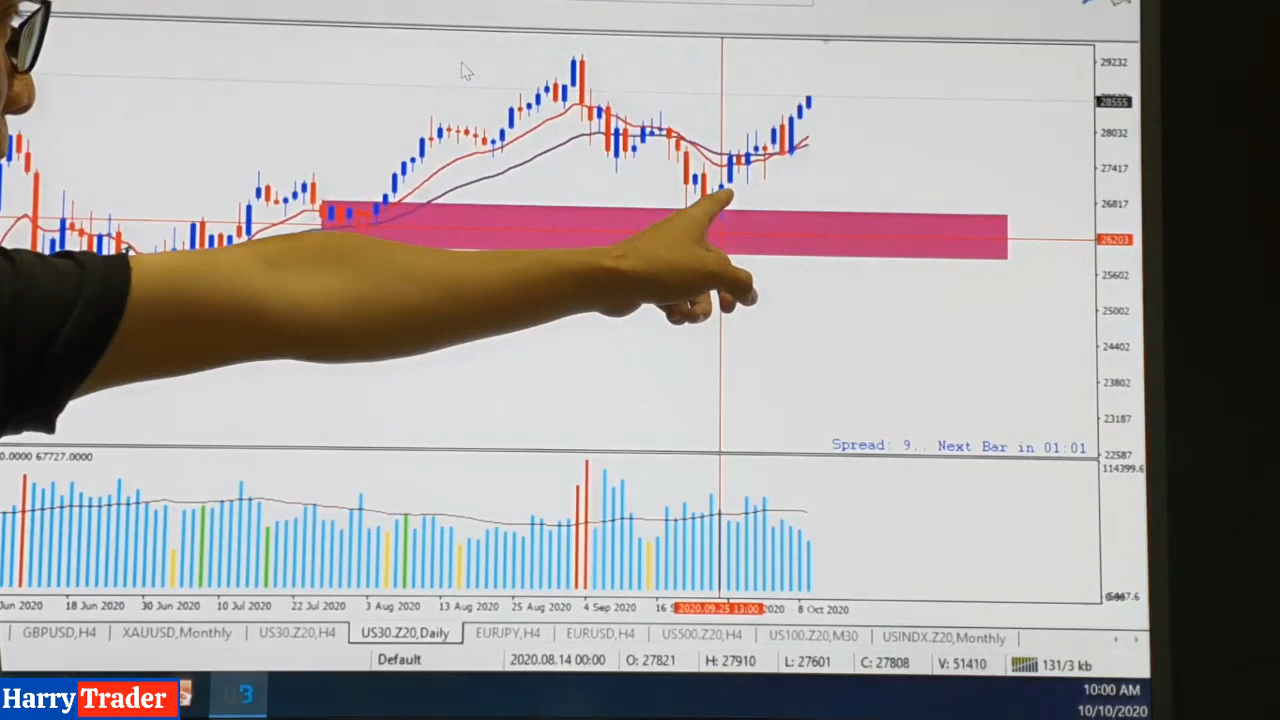 29232
28555
28032
27417
26817
26203
25602
25002
24402
23802
23187
Spread: 9.. Next Bar in 01:01
22587
0.0000 67727.0000
114399.6
Jun 2020 18 Jun 2020 30 Jun 2020 10 Jul 2020 22 Jul 2020 3 Aug 2020 13 Aug 2020 25 Aug 2020 4 Sep 2020 16 S 2020.09.25 13:00 2020 8 Oct 2020
GBPUSD,H4 XAUUSD,Monthly US30.Z20,H4 US30.Z20,Daily EURJPY,H4 EURUSD,H4 US500.Z20,H4 US100.Z20,M30 USINDX.Z20,Monthly
Default 2020.08.14 00:00 O: 27821 H: 27910 L: 27601 C: 27808 V: 51410 131/3 kb
Harry Trader
10:00 AM
10/10/2020